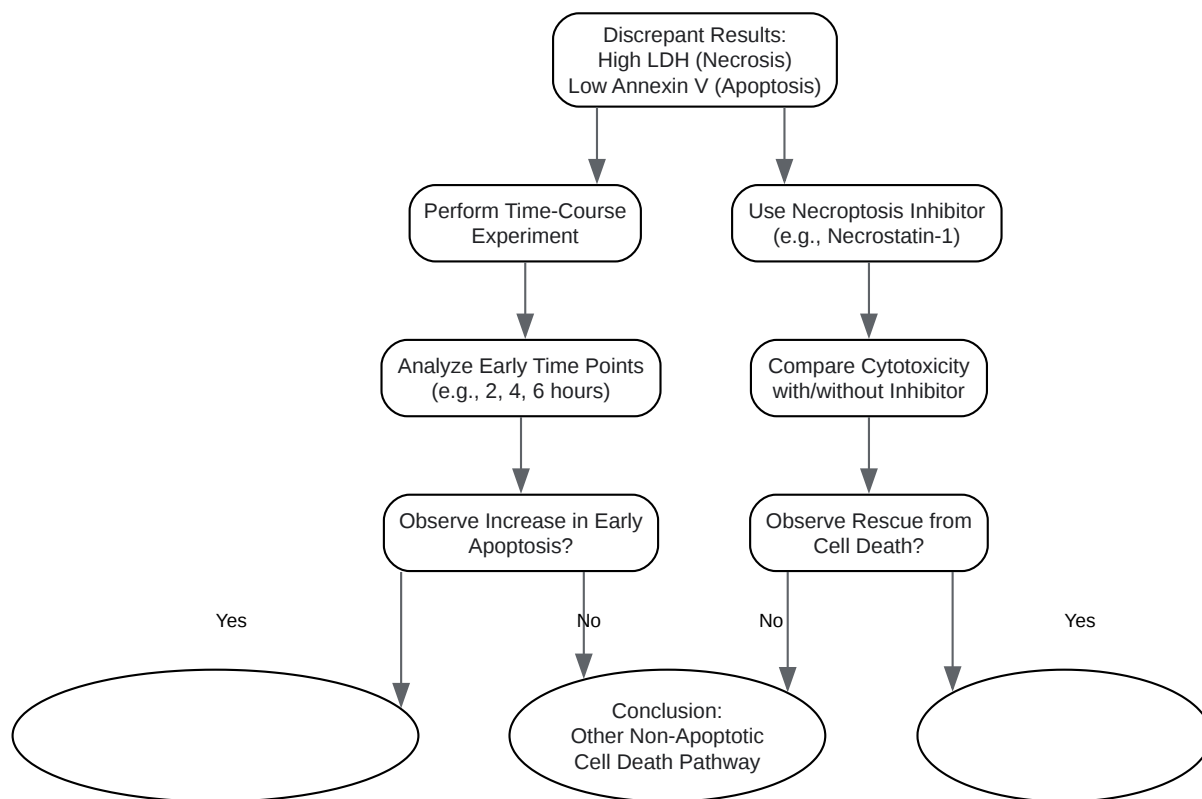 Discrepant Results:
High LDH (Necrosis)
Low Annexin V (Apoptosis)
Perform Time-Course
Experiment
Use Necroptosis Inhibitor
(e.g., Necrostatin-1)
Analyze Early Time Points
(e.g., 2, 4, 6 hours)
Compare Cytotoxicity
with/without Inhibitor
Observe Increase in Early
Apoptosis?
Observe Rescue from
Cell Death?
Yes
No
No
Yes
Conclusion:
Other Non-Apoptotic
Cell Death Pathway